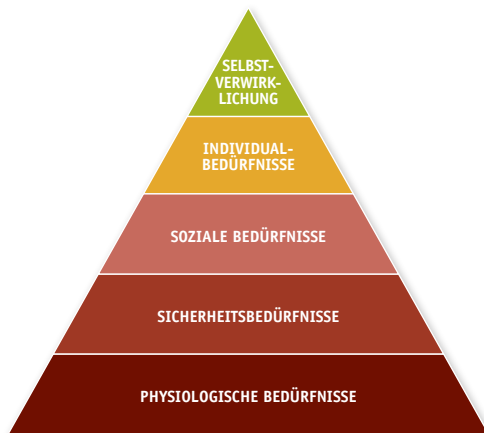 SELBST-
VERWIRK-
LICHUNG
INDIVIDUAL-
BEDÜRFNISSE
SOZIALE BEDÜRFNISSE
SICHERHEITSBEDÜRFNISSE
PHYSIOLOGISCHE BEDÜRFNISSE